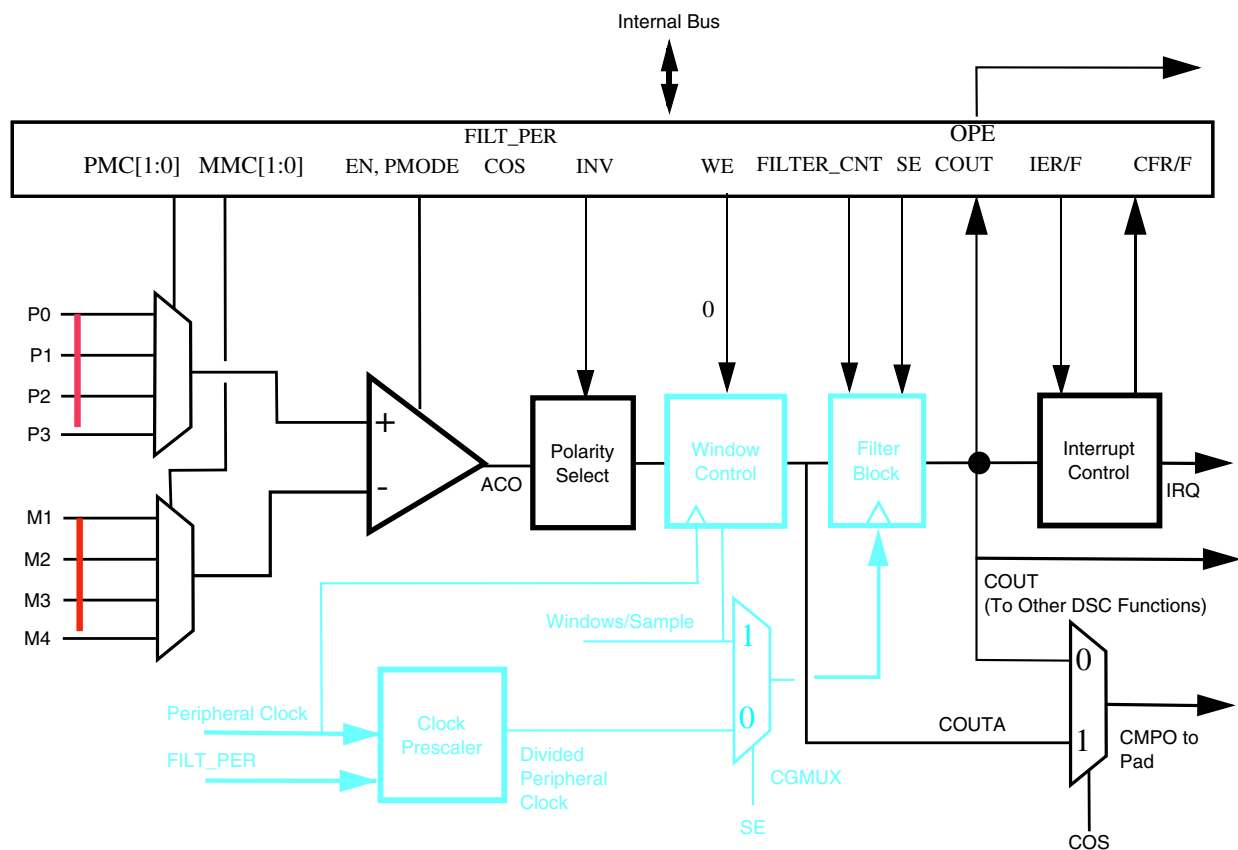 Internal Bus
FILT_PER
OPE
PMC[1:0] MMC[1:0] EN, PMODE COS INV WE FILTER_CNT SE COUT IER/F CFR/F
P0
P1
P2
P3
0
+
-
ACO
Polarity
Select
Window
Control
Filter
Block
Interrupt
Control
IRQ
M1
M2
M3
M4
COUT
(To Other DSC Functions)
Windows/Sample
1
0
0
1
Peripheral Clock
FILT_PER
Clock
Prescaler
Divided
Peripheral
Clock
CGMUX
SE
COUTA
CMPO to
Pad
COS